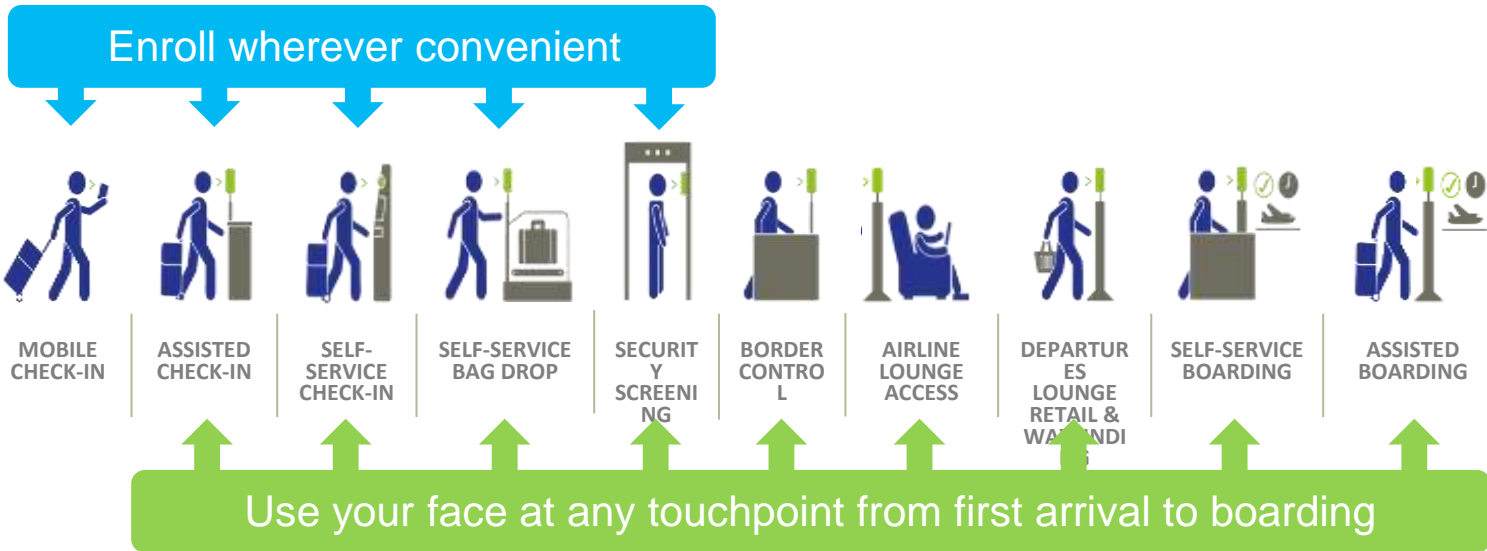 Enroll wherever convenient
MOBILE
CHECK-IN
ASSISTED
CHECK-IN
SELF-
SERVICE
CHECK-IN
SELF-SERVICE
BAG DROP
SECURIT
Y
SCREENI
NG
BORDER
CONTRO
L
AIRLINE
LOUNGE
ACCESS
DEPARTUR
ES
LOUNGE
RETAIL &
SELF-SERVICE
BOARDING
ASSISTED
BOARDING
Use your face at any touchpoint from first arrival to boarding